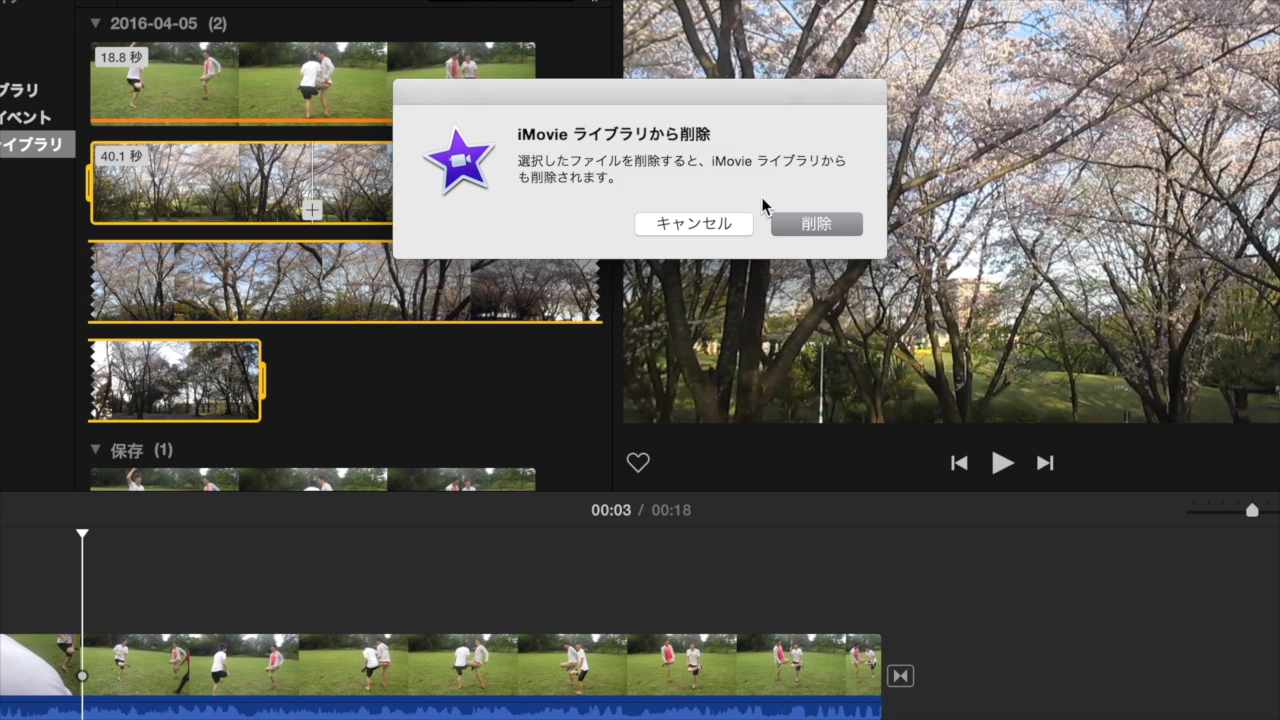 2016-04-05 (2)
18.8 秒
ブラリ
イベント
イブラリ
40.1 秒
iMovie ライブラリから削除
選択したファイルを削除すると、iMovie ライブラリから
も削除されます。
キャンセル
削除
保存 (1)
00:03 / 00:18